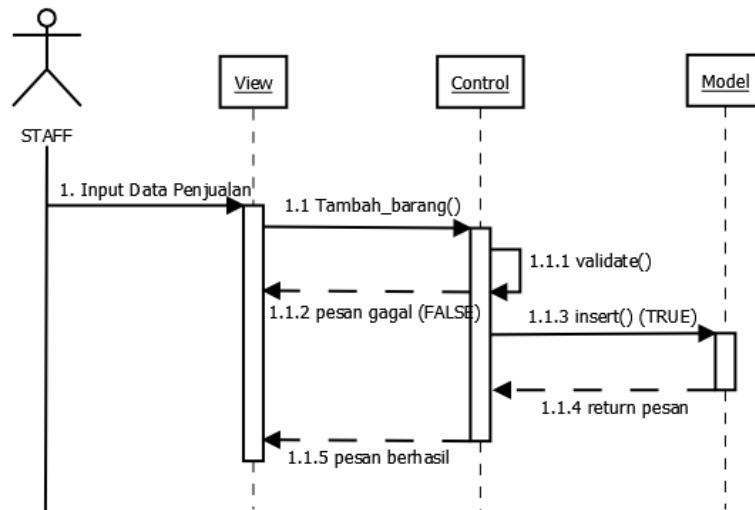 View
Control
Model
STAFF
1. Input Data Penjualan
1.1 Tambah_barang()
1.1.1 validate()
1.1.2 pesan gagal (FALSE)
1.1.3 insert() (TRUE)
1.1.4 return pesan
1.1.5 pesan berhasil